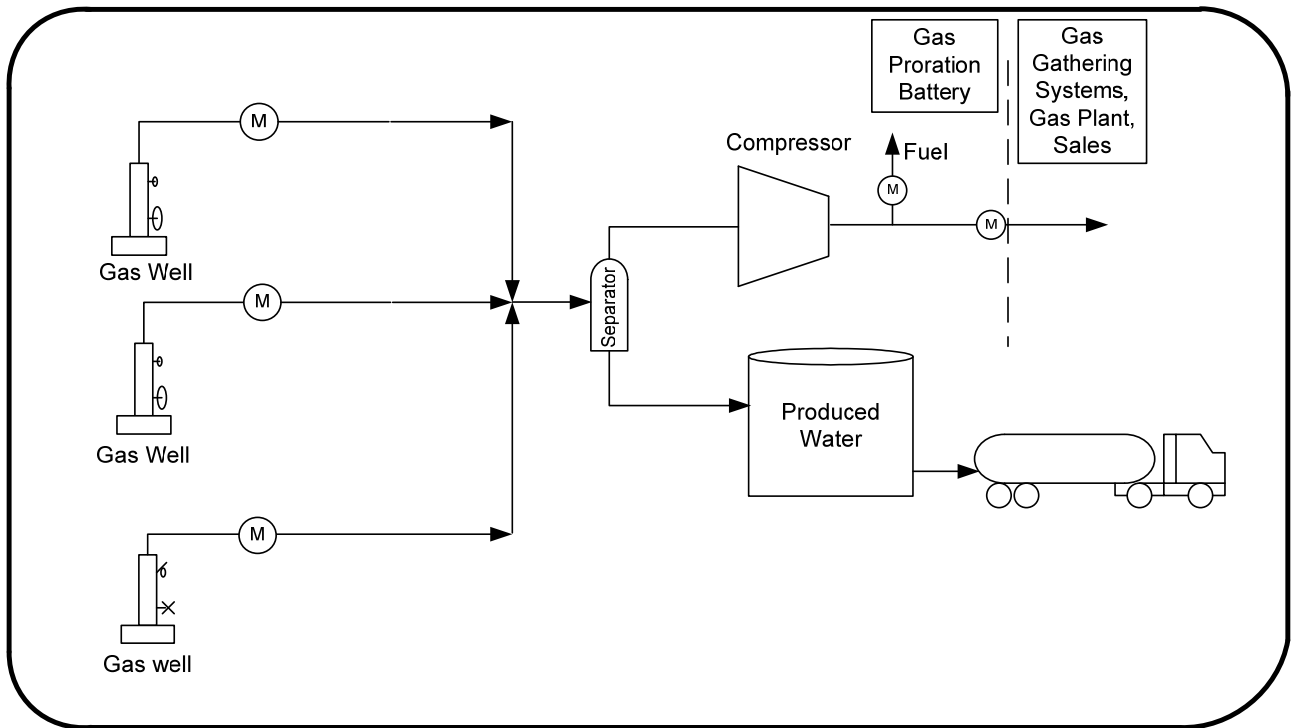 Gas
Proration
Battery
Gas
Gathering
Systems,
Gas Plant,
Sales
M
Compressor
Fuel
M
M
Gas Well
M
Separator
Gas Well
Produced
Water
M
Gas well